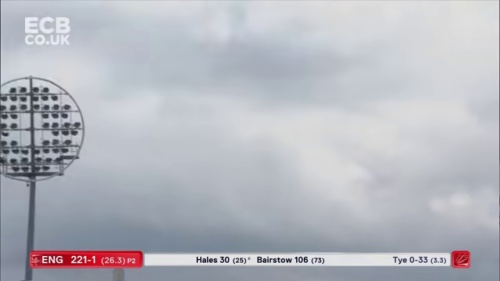 ECB
CO.UK
ENG 221-1 (26.3) P2 Hales 30 (25)* Bairstow 106 (73) Tye 0-33 (3.3)